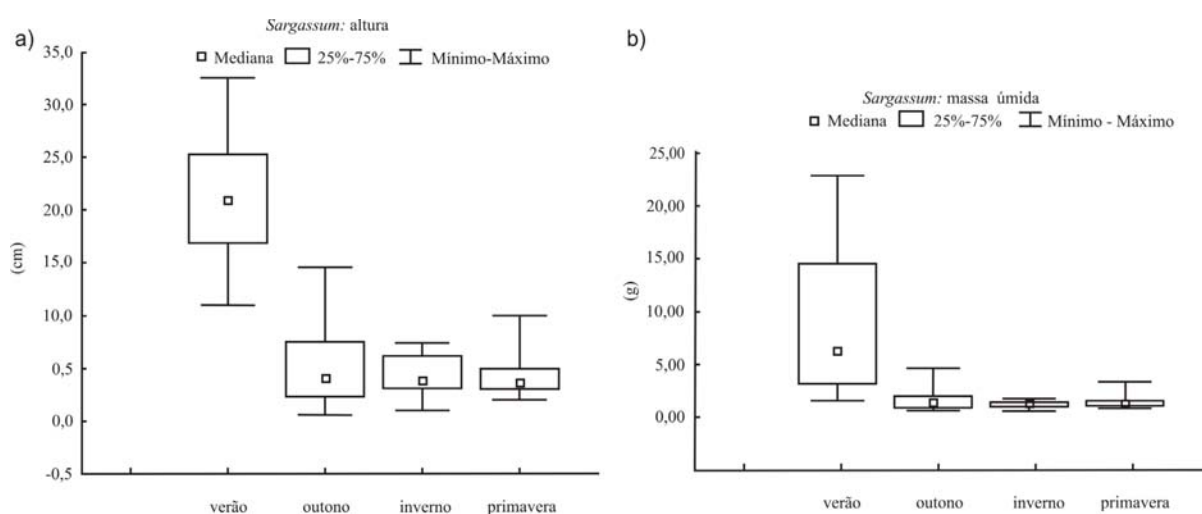 a)
Sargassum: altura
Mediana 25%-75% Mínimo-Máximo
35,0
30,0
25,0
20,0
15,0
10,0
0,5
0,0
-0,5
(cm)
verão outono inverno primavera
b)
Sargassum: massa úmida
Mediana 25%-75% Mínimo - Máximo
25,00
20,00
15,00
10,00
5,00
0,00
(g)
verão outono inverno primavera